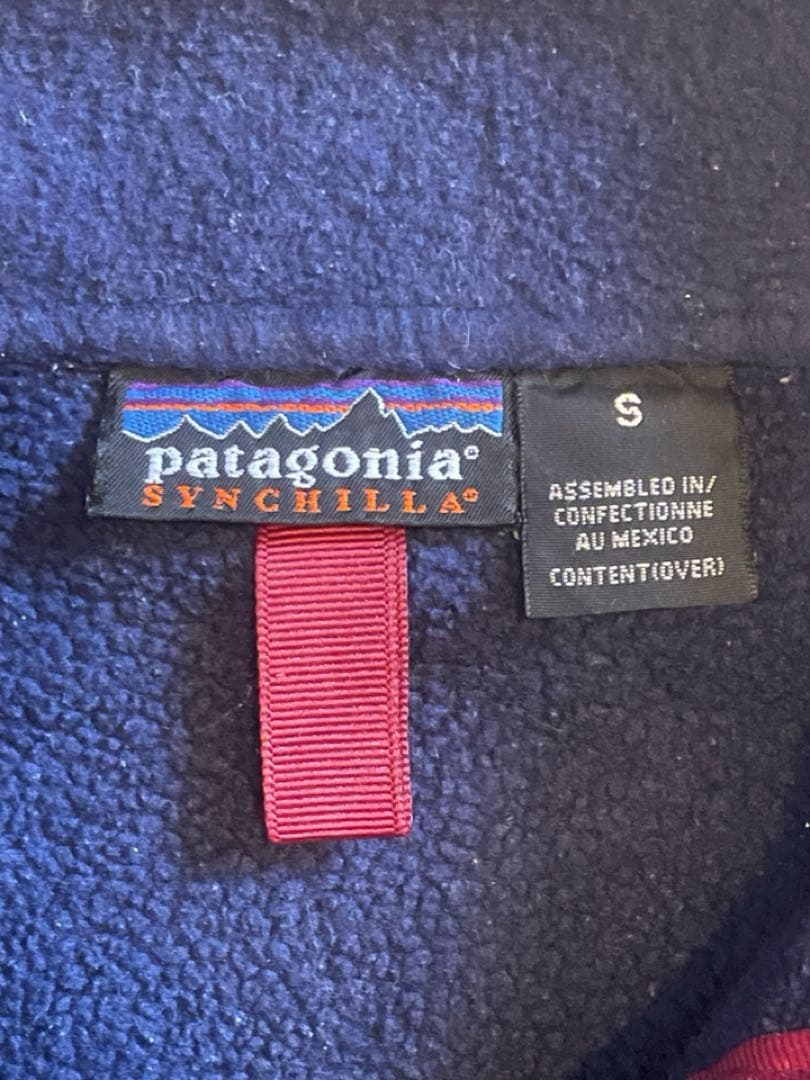 patagonia®
SYNCHILLA®
S
ASSEMBLED IN/
CONFECTIONNE
AU MEXICO
CONTENT(OVER)